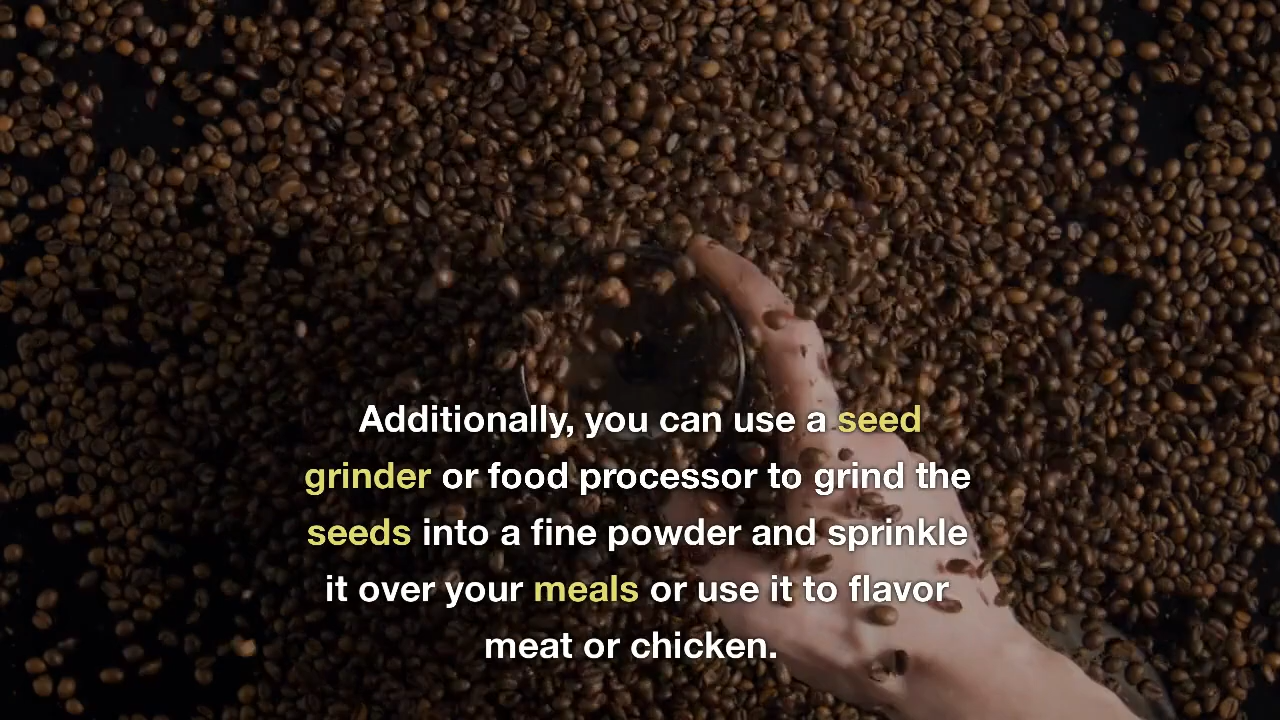 Additionally, you can use a seed
grinder or food processor to grind the
seeds into a fine powder and sprinkle
it over your meals or use it to flavor
meat or chicken.